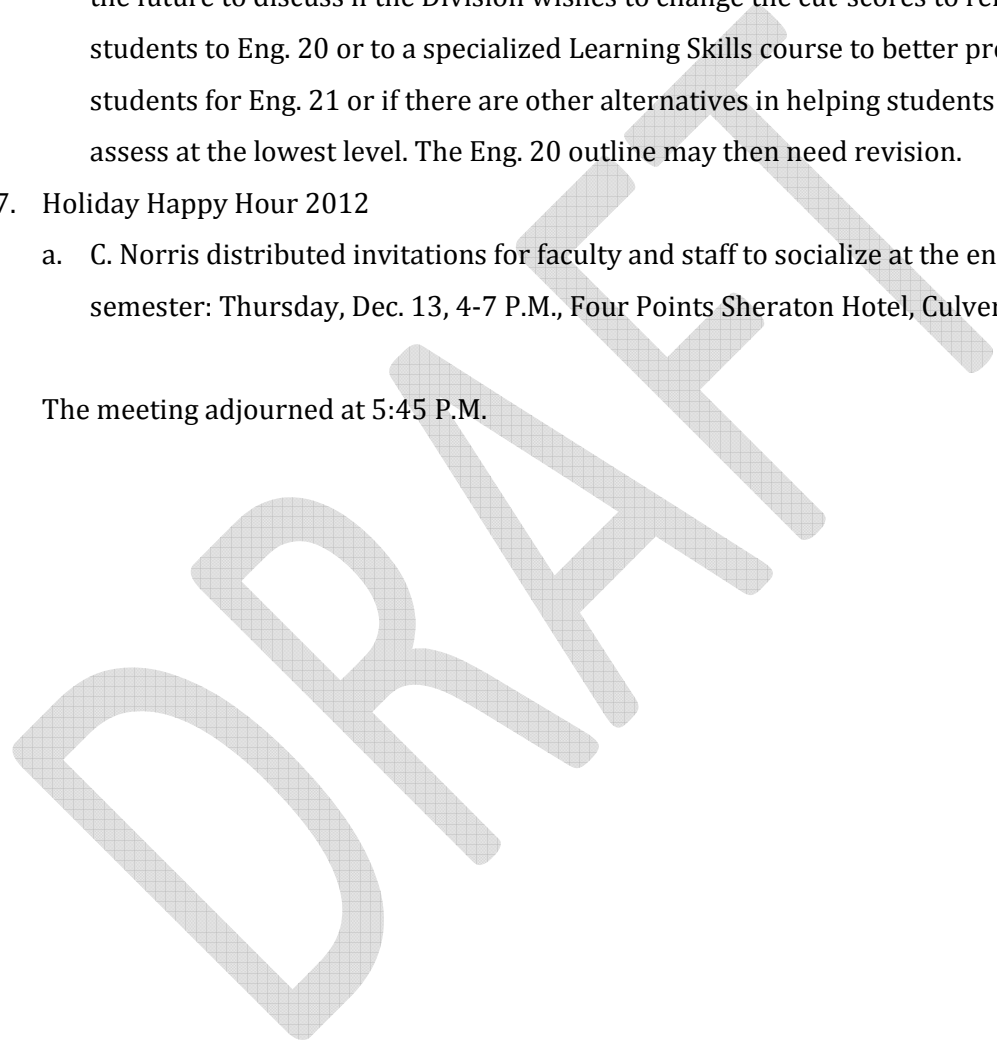 the future to discuss if the Division wishes to change the cut-scores to
students to Eng. 20 or to a specialized Learning Skills course to better
students for Eng. 21 or if there are other alternatives in helping students
assess at the lowest level. The Eng. 20 outline may then need revision.
7. Holiday Happy Hour 2012
a. C. Norris distributed invitations for faculty and staff to socialize at the
semester: Thursday, Dec. 13, 4-7 P.M., Four Points Sheraton Hotel, Culver
The meeting adjourned at 5:45 P.M.
DRAFT